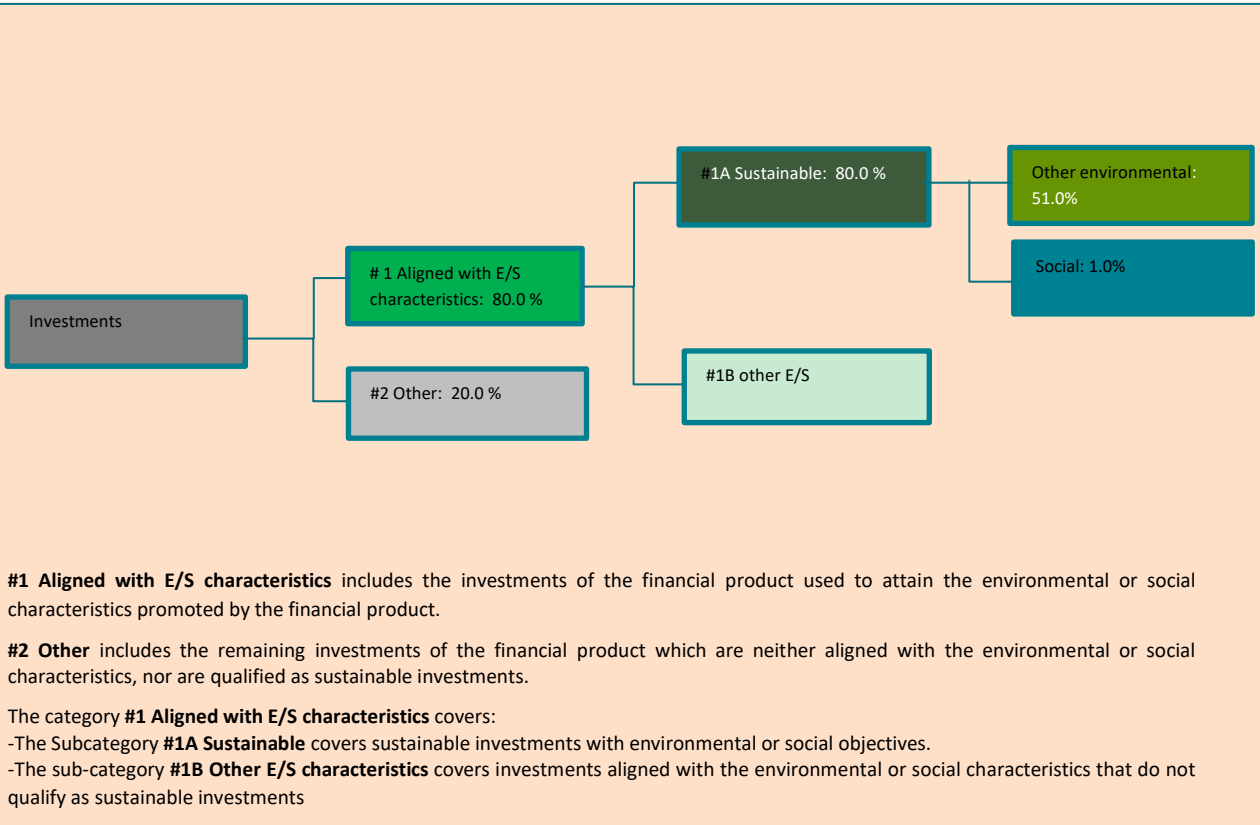 #1A Sustainable: 80.0 %
Other environmental:
51.0%
# 1 Aligned with E/S
characteristics: 80.0 %
Social: 1.0%
Investments
#2 Other: 20.0 %
#1B other E/S
#1 Aligned with E/S characteristics includes the investments of the financial product used to attain the environmental or social
characteristics promoted by the financial product.
#2 Other includes the remaining investments of the financial product which are neither aligned with the environmental or social
characteristics, nor are qualified as sustainable investments.
The category #1 Aligned with E/S characteristics covers:
-The Subcategory #1A Sustainable covers sustainable investments with environmental or social objectives.
-The sub-category #1B Other E/S characteristics covers investments aligned with the environmental or social characteristics that do not
qualify as sustainable investments